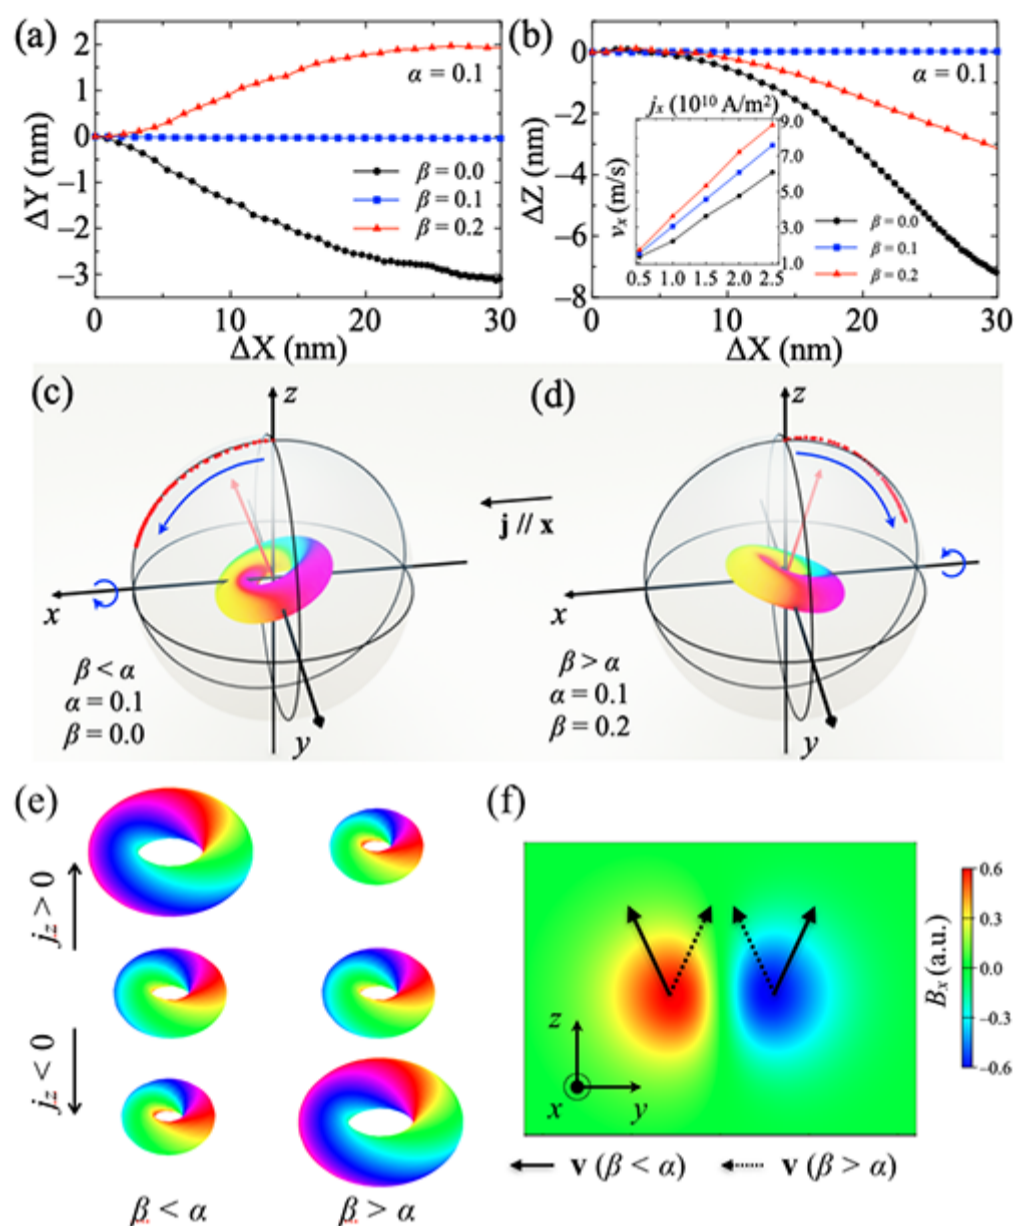 (a)
2
1
0
−1
−2
−3
ΔY (nm)
α = 0.1
β = 0.0
β = 0.1
β = 0.2
0 10 20 30
ΔX (nm)
(b)
0
−2
−4
−6
−8
ΔZ (nm)
α = 0.1
jx (10¹⁰ A/m²)
9.0
7.0
5.0
3.0
1.0
vx (m/s)
0.5 1.0 1.5 2.0 2.5
β = 0.0
β = 0.1
β = 0.2
0 10 20 30
ΔX (nm)
(c)
z
x
y
β < α
α = 0.1
β = 0.0
j // x
(d)
z
x
y
β > α
α = 0.1
β = 0.2
(e)
jz > 0
jz < 0
β < α
β > α
(f)
z
x
y
0.6
0.3
0.0
−0.3
−0.6
Bx (a.u.)
v (β < α)
v (β > α)